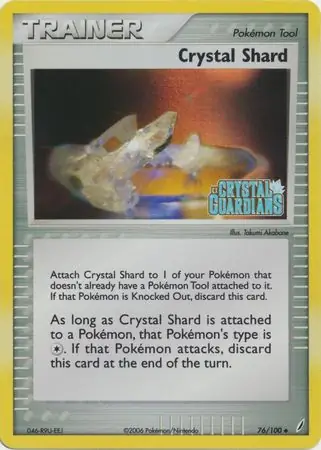 TRAINER
Pokémon Tool
Crystal Shard
EX
CRYSTAL
GUARDIANS
Illus. Takumi Akabane
Attach Crystal Shard to 1 of your Pokémon that
doesn't already have a Pokémon Tool attached to it.
If that Pokémon is Knocked Out, discard this card.
As long as Crystal Shard is attached
to a Pokémon, that Pokémon's type is
. If that Pokémon attacks, discard
this card at the end of the turn.
046-R9U-EEJ
©2006 Pokémon/Nintendo
76/100